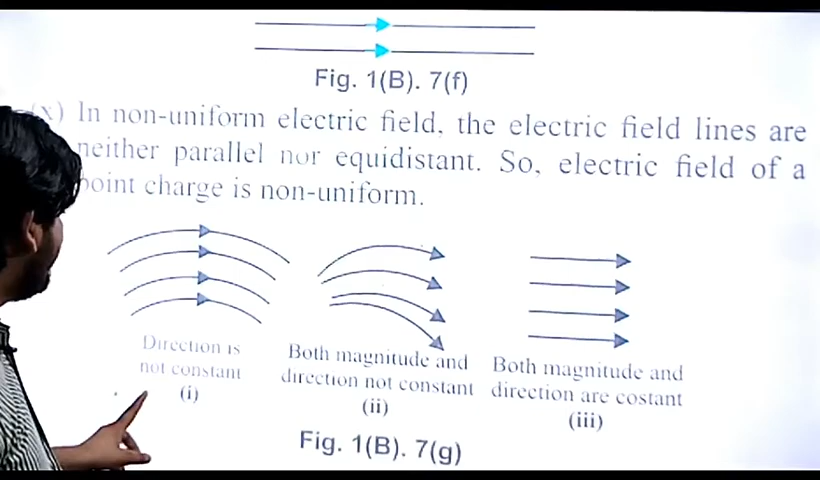 Fig. 1(B). 7(f)
x) In non-uniform electric field, the electric field lines are
neither parallel nor equidistant. So, electric field of a
point charge is non-uniform.
Direction is
not constant
(i)
Both magnitude and
direction not constant
(ii)
Both magnitude and
direction are costant
(iii)
Fig. 1(B). 7(g)